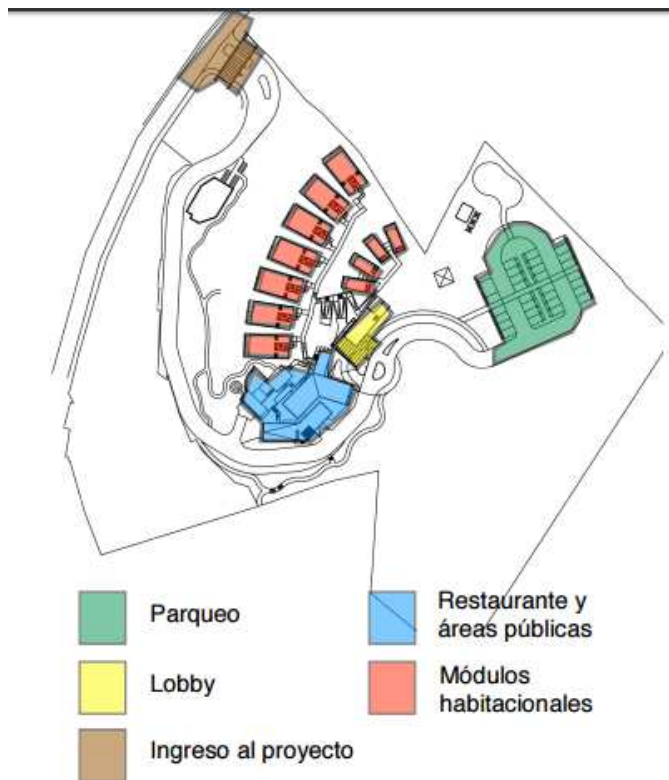 Parqueo
Restaurante y
áreas públicas
Lobby
Módulos
habitacionales
Ingreso al proyecto